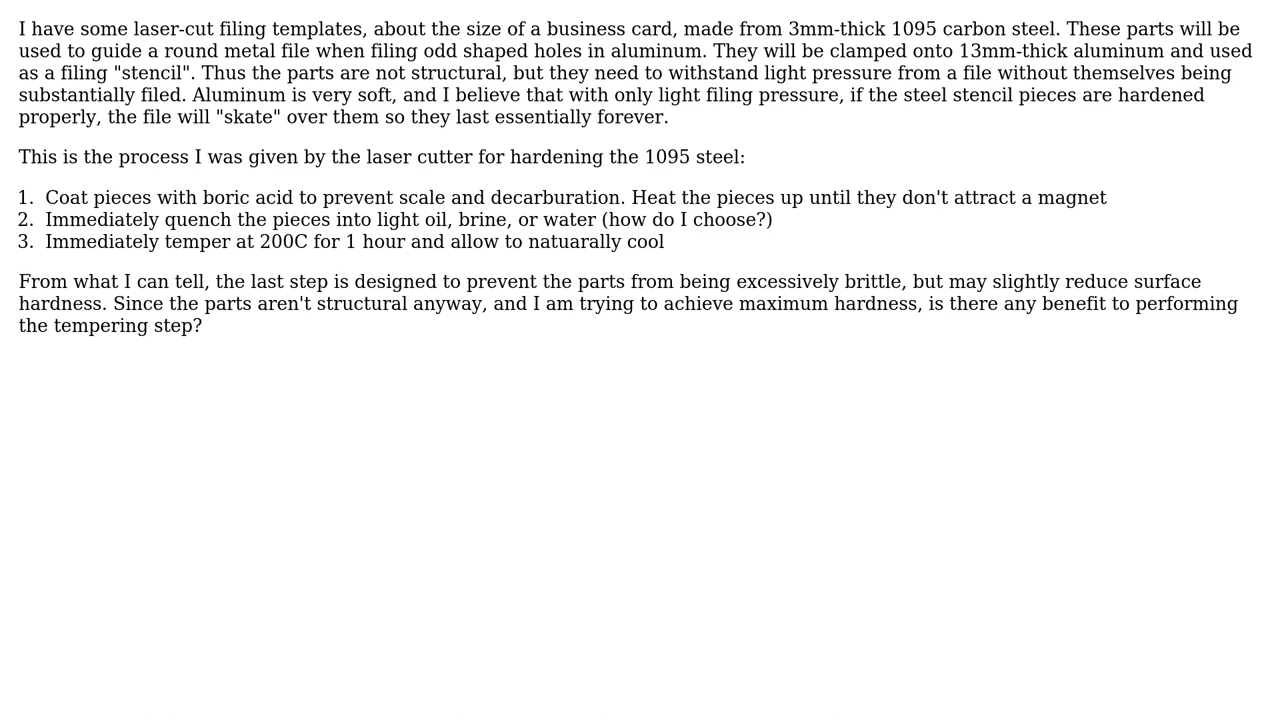 I have some laser-cut filing templates, about the size of a business card, made from 3mm-thick 1095 carbon steel. These parts will be
used to guide a round metal file when filing odd shaped holes in aluminum. They will be clamped onto 13mm-thick aluminum and used
as a filing "stencil". Thus the parts are not structural, but they need to withstand light pressure from a file without themselves being
substantially filed. Aluminum is very soft, and I believe that with only light filing pressure, if the steel stencil pieces are hardened
properly, the file will "skate" over them so they last essentially forever.
This is the process I was given by the laser cutter for hardening the 1095 steel:
1. Coat pieces with boric acid to prevent scale and decarburation. Heat the pieces up until they don't attract a magnet
2. Immediately quench the pieces into light oil, brine, or water (how do I choose?)
3. Immediately temper at 200C for 1 hour and allow to natuarally cool
From what I can tell, the last step is designed to prevent the parts from being excessively brittle, but may slightly reduce surface
hardness. Since the parts aren't structural anyway, and I am trying to achieve maximum hardness, is there any benefit to performing
the tempering step?